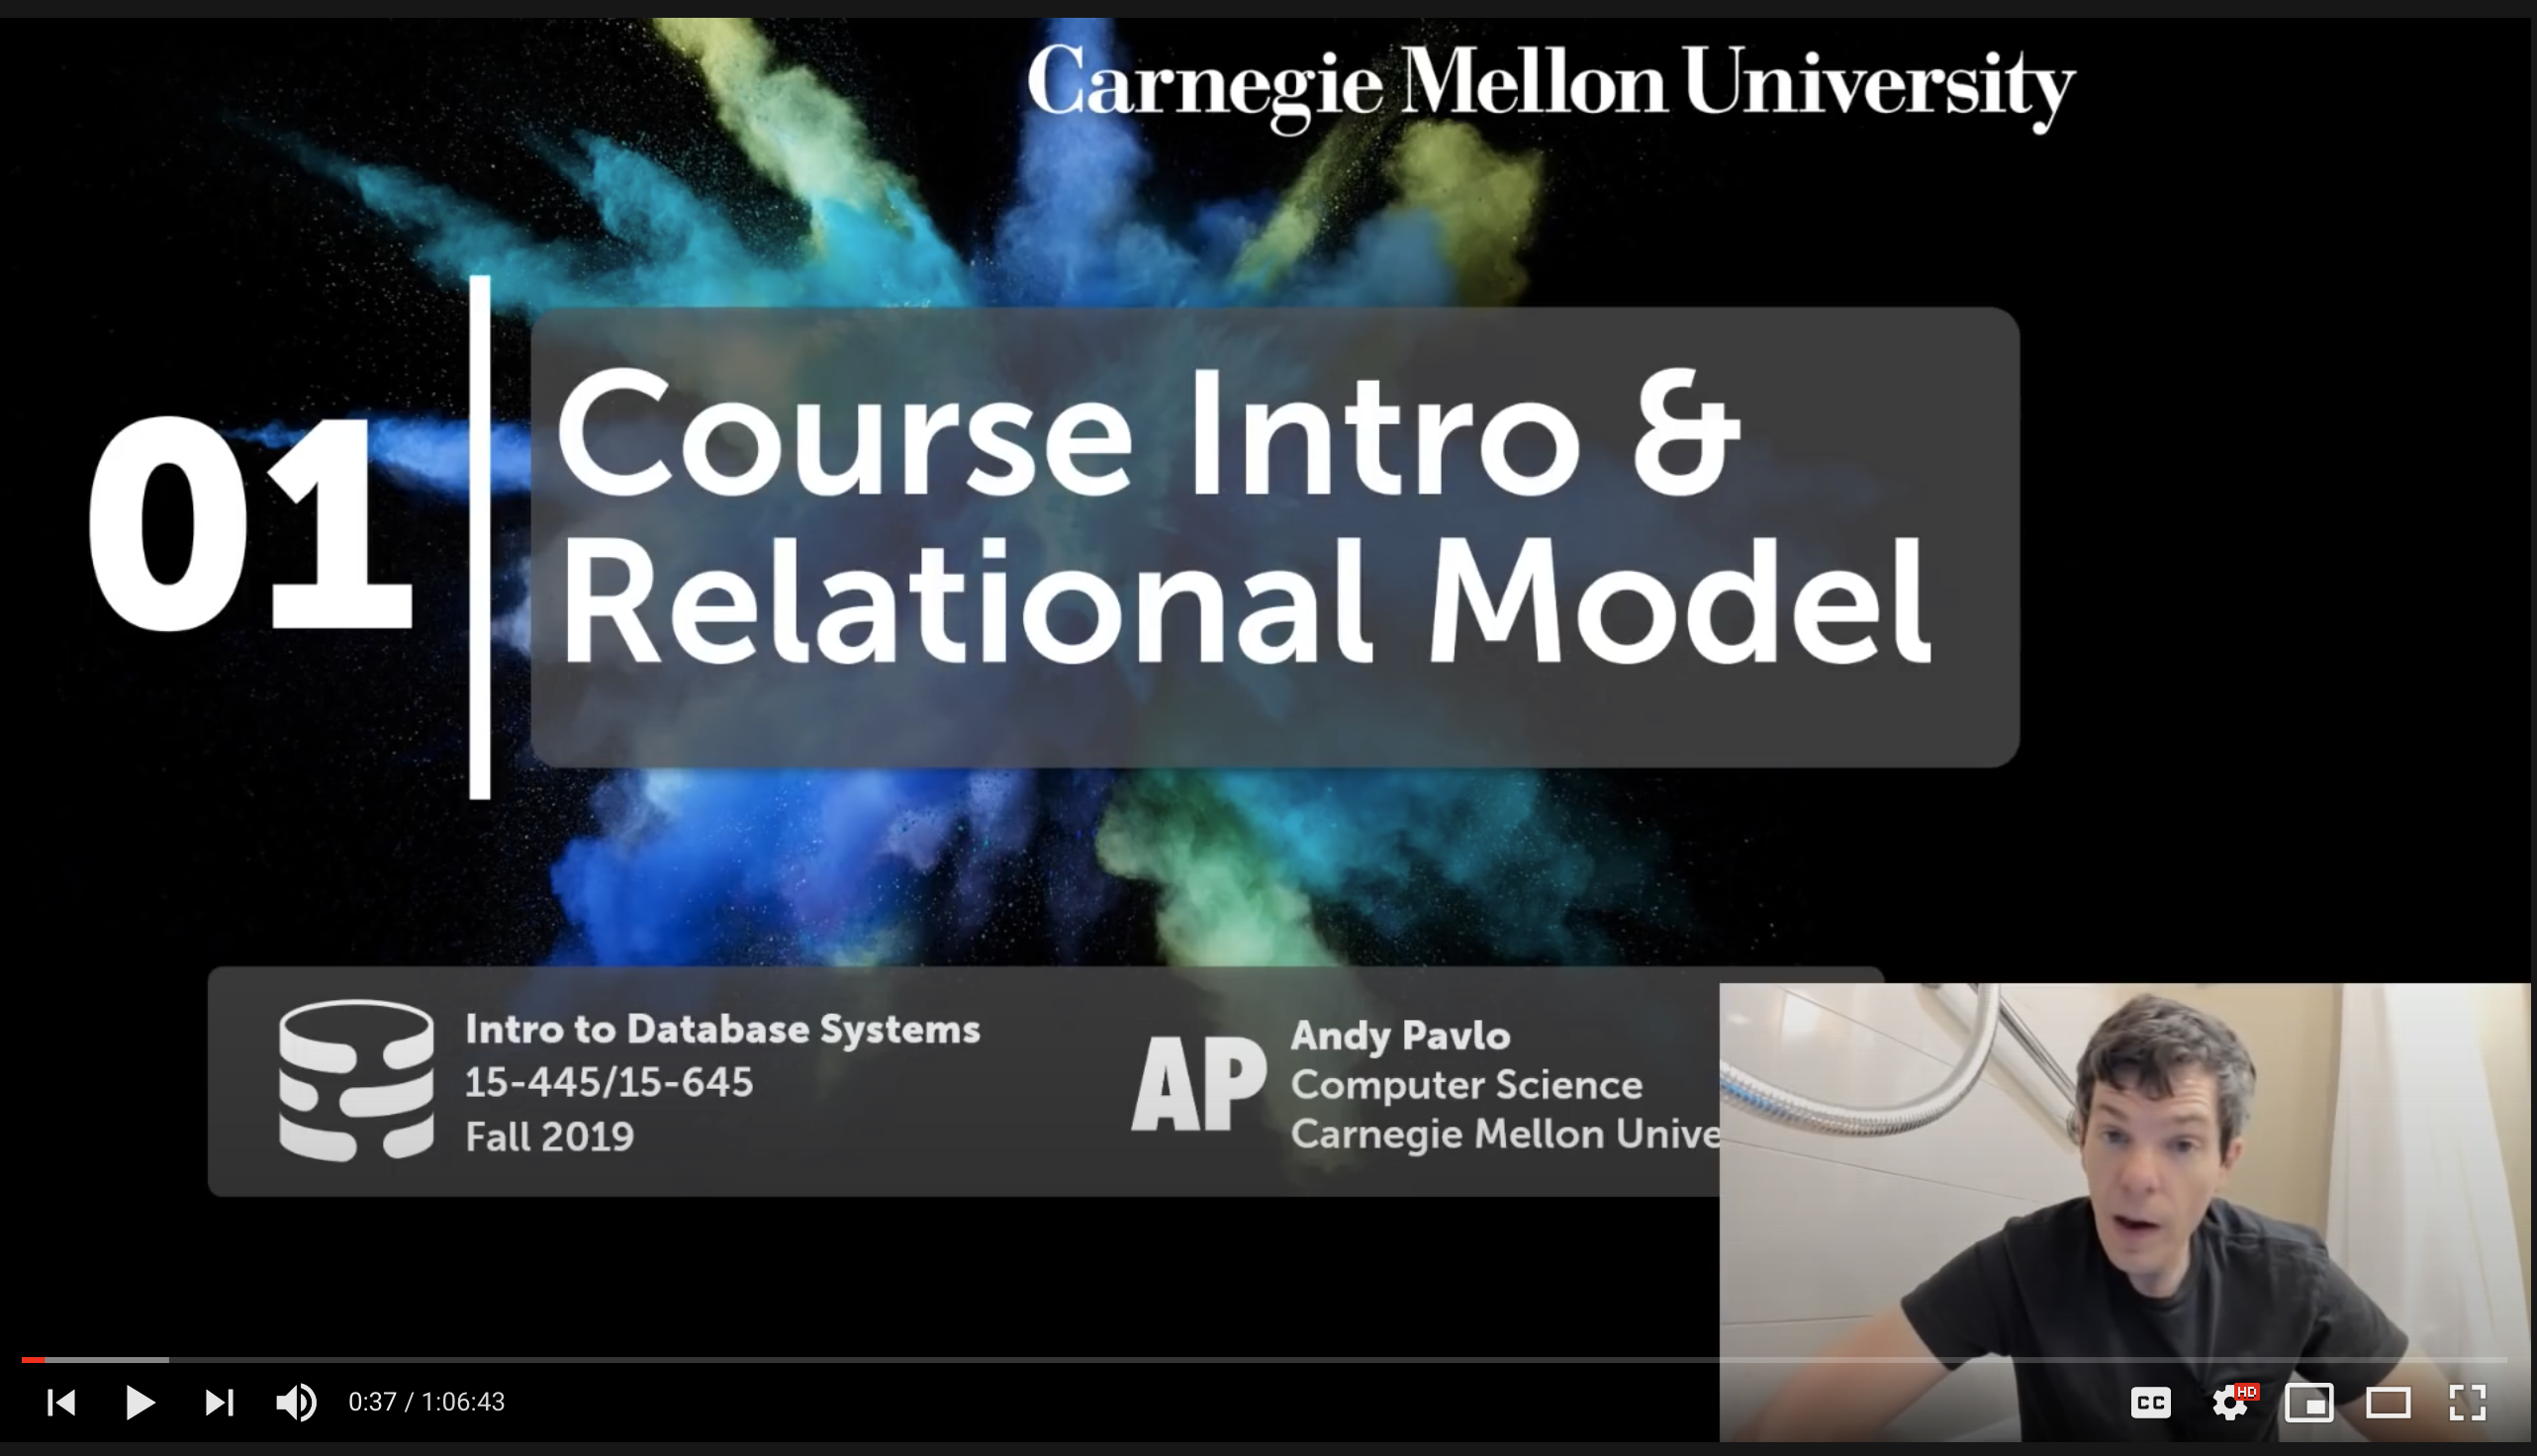 Carnegie Mellon University
01
Course Intro &
Relational Model
Intro to Database Systems
15-445/15-645
Fall 2019
AP
Andy Pavlo
Computer Science
Carnegie Mellon Unive
0:37 / 1:06:43
CC
HD